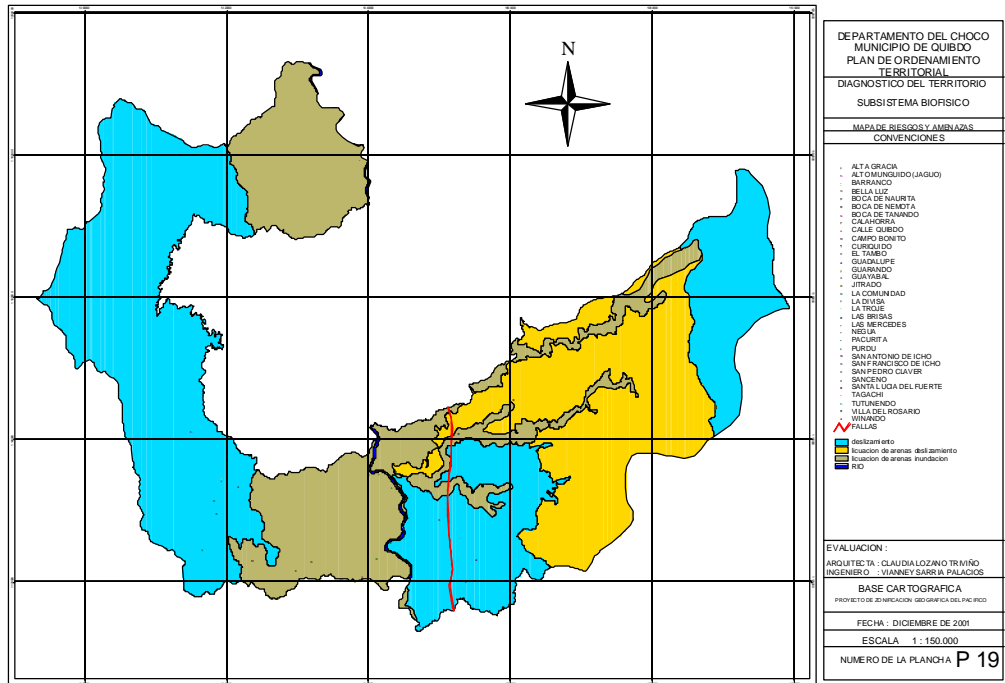 N
DEPARTAMENTO DEL CHOCO
MUNICIPIO DE QUIBDO
PLAN DE ORDENAMIENTO
TERRITORIAL
DIAGNOSTICO DEL TERRITORIO
SUBSISTEMA BIOFISICO
MAPA DE RIESGOS Y AMENAZAS
CONVENCIONES
ALTA GRACIA
ALTO MUNGUIDO (JAGUO)
BARRANCO
BELLA LUZ
BOCA DE NAURITA
BOCA DE NEMOTA
BOCA DE TANANDO
CALAHORRA
CALLE QUIBDO
CAMPO BONITO
CURIQUIDO
EL TAMBO
GUADALUPE
GUARANDO
GUAYABAL
JITRADO
LA COMUNIDAD
LA DIVISA
LA TROJE
LAS BRISAS
LAS MERCEDES
NEGUA
PACURITA
PURDU
SAN ANTONIO DE ICHO
SAN FRANCISCO DE ICHO
SAN PEDRO CLAVER
SANCENO
SANTA LUCIA DEL FUERTE
TAGACHI
TUTUNENDO
VILLA DEL ROSARIO
WINANDO
FALLAS
deslizamiento
licuacion de arenas deslizamiento
licuacion de arenas inundacion
RIO
EVALUACION :
ARQUITECTA : CLAUDIA LOZANO TRIVIÑO
INGENIERO : VIANNEY SARRIA PALACIOS
BASE CARTOGRAFICA
PROYECTO DE ZONIFICACION GEOGRAFICA DEL PACIFICO
FECHA : DICIEMBRE DE 2001
ESCALA 1 : 150.000
NUMERO DE LA PLANCHA P 19